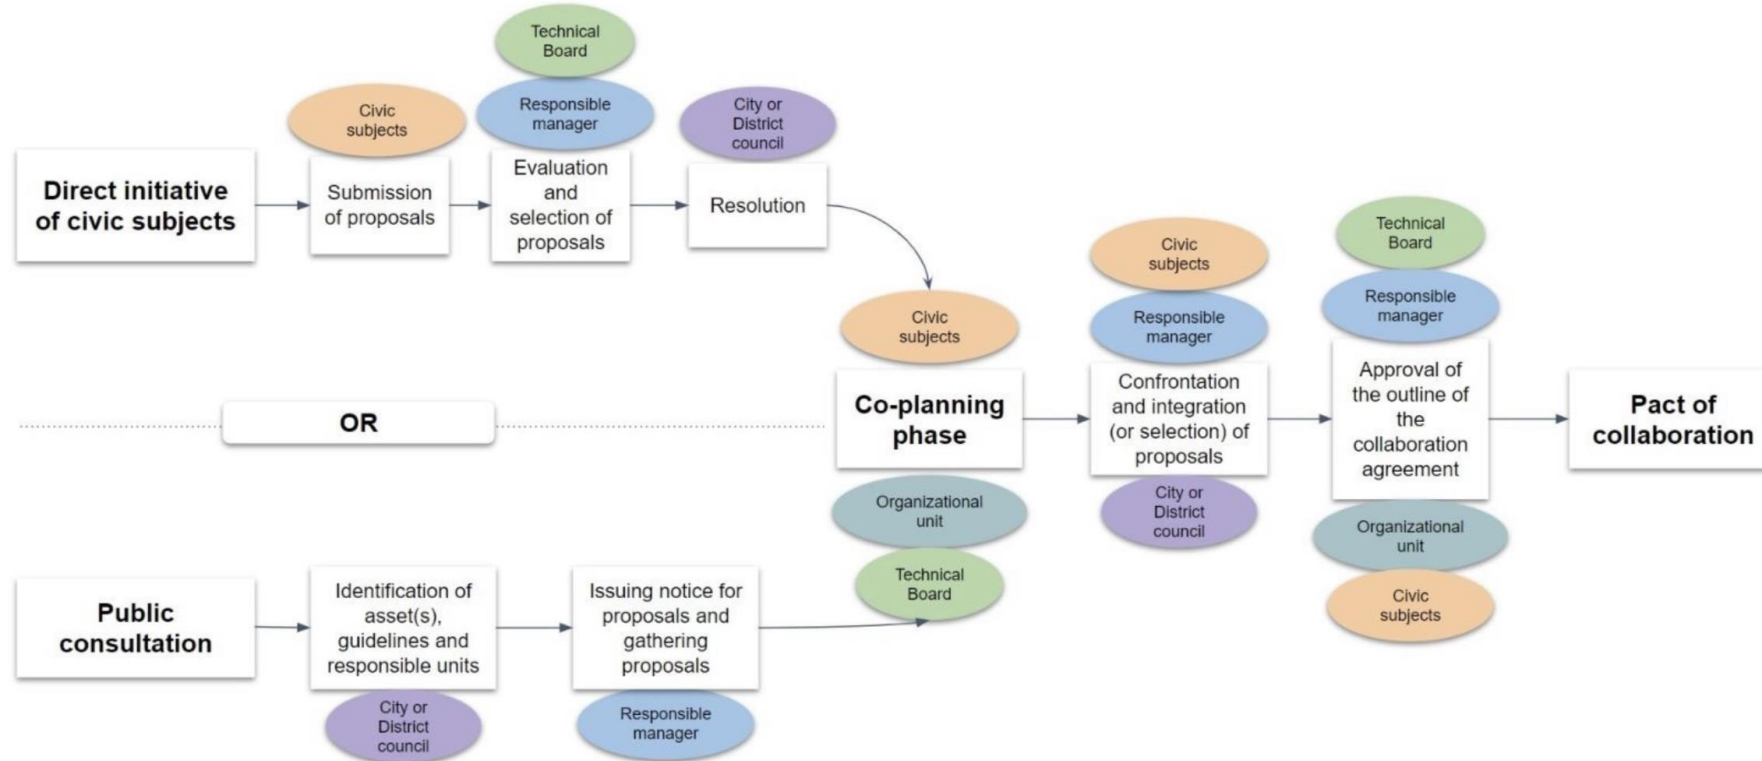 Technical
Board
Responsible
manager
Civic
subjects
City or
District
council
Direct initiative
of civic subjects
Submission
of proposals
Evaluation
and
selection of
proposals
Resolution
OR
Public
consultation
Identification of
asset(s),
guidelines and
responsible units
City or
District
council
Issuing notice for
proposals and
gathering
proposals
Responsible
manager
Civic
subjects
Co-planning
phase
Organizational
unit
Technical
Board
Civic
subjects
Responsible
manager
Confrontation
and integration
(or selection) of
proposals
City or
District
council
Technical
Board
Responsible
manager
Approval of
the outline of
the
collaboration
agreement
Organizational
unit
Civic
subjects
Pact of
collaboration